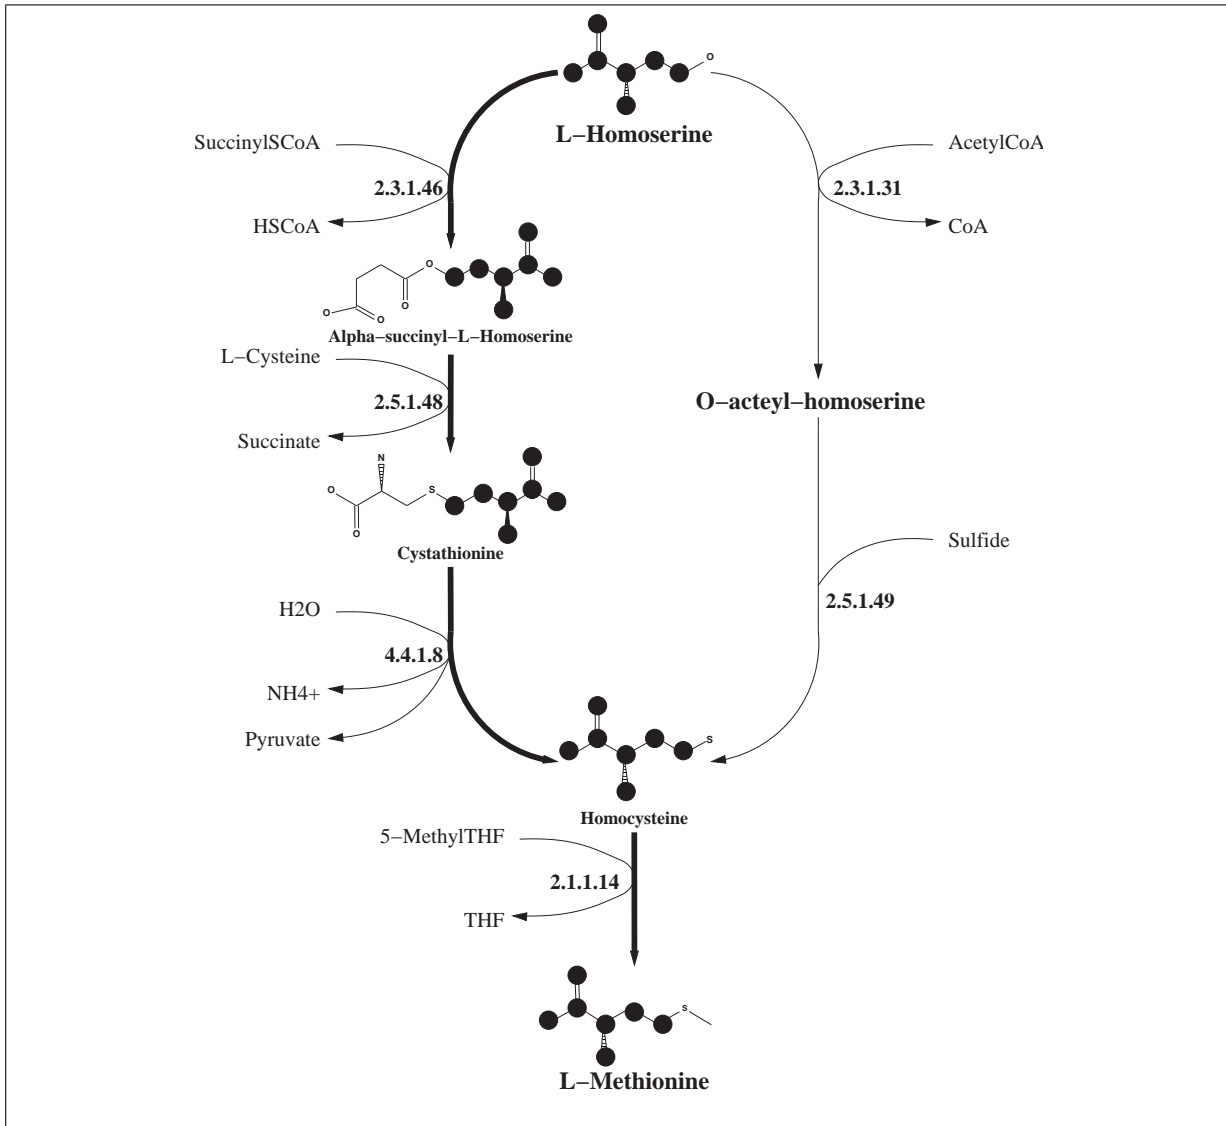 O
L−Homoserine
SuccinylSCoA
AcetylCoA
2.3.1.46
2.3.1.31
HSCoA
CoA
O
O
O
O
Alpha−succinyl−L−Homoserine
L−Cysteine
2.5.1.48
O−acteyl−homoserine
Succinate
N
O
S
O
Cystathionine
Sulfide
2.5.1.49
H2O
4.4.1.8
NH4+
Pyruvate
S
Homocysteine
5−MethylTHF
2.1.1.14
THF
S
L−Methionine